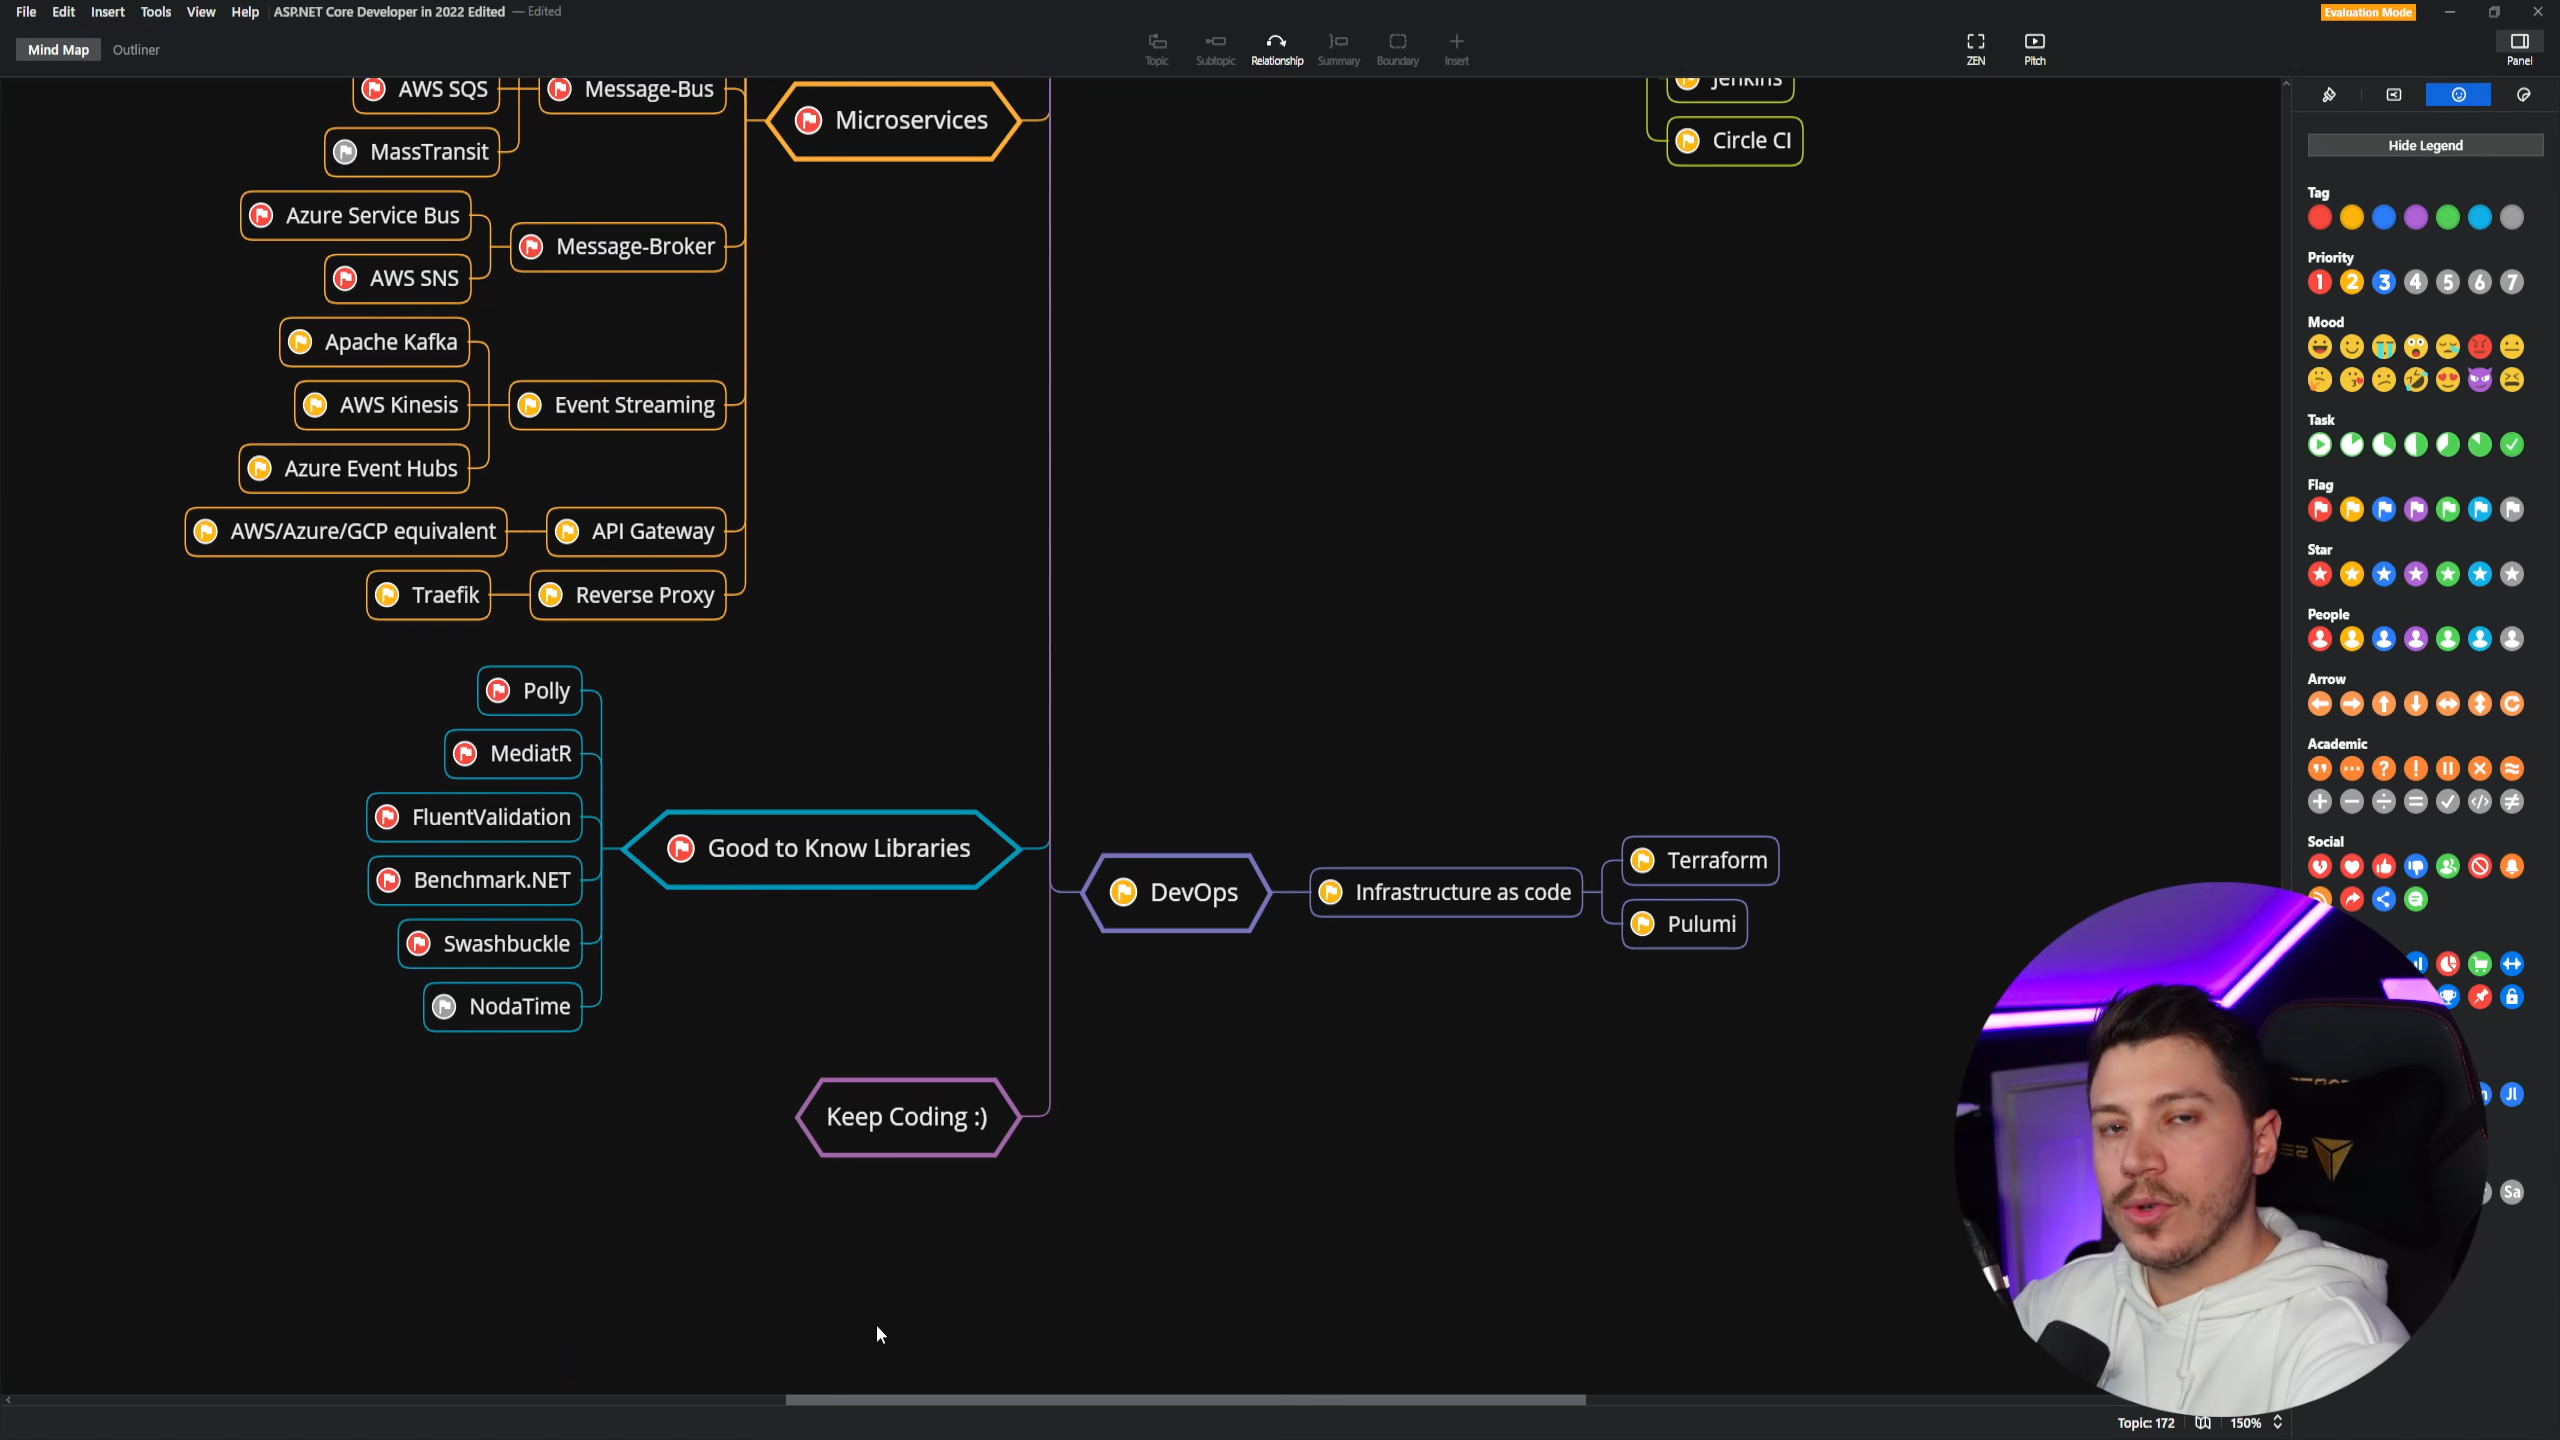 File Edit Insert Tools View Help ASP.NET Core Developer in 2022 Edited — Edited
Evaluation Mode
Mind Map Outliner
Topic Subtopic Relationship Summary Boundary Insert
ZEN Pitch
Panel
AWS SQS
Message-Bus
MassTransit
Microservices
Azure Service Bus
Message-Broker
AWS SNS
Apache Kafka
AWS Kinesis
Event Streaming
Azure Event Hubs
AWS/Azure/GCP equivalent
API Gateway
Traefik
Reverse Proxy
Polly
MediatR
FluentValidation
Good to Know Libraries
Benchmark.NET
Swashbuckle
NodaTime
Keep Coding :)
Jenkins
Circle CI
DevOps
Infrastructure as code
Terraform
Pulumi
Hide Legend
Tag
Priority
1 2 3 4 5 6 7
Mood
Task
Flag
Star
People
Arrow
Academic
Social
Jl
Sa
Topic: 172
150%